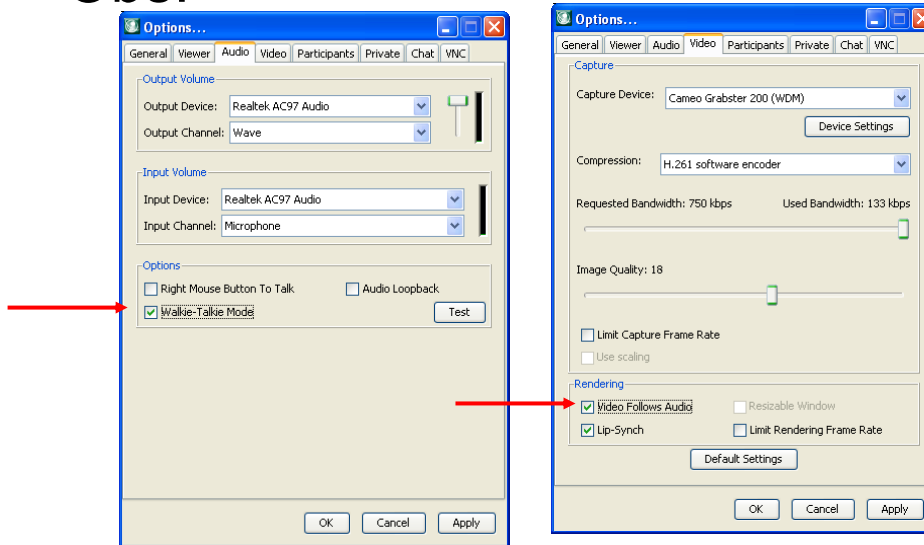 Options...
General Viewer Audio Video Participants Private Chat VNC
Output Volume
Output Device: Realtek AC97 Audio
Output Channel: Wave
Input Volume
Input Device: Realtek AC97 Audio
Input Channel: Microphone
Options
Right Mouse Button To Talk Audio Loopback
Walkie-Talkie Mode Test
OK Cancel Apply
Options...
General Viewer Audio Video Participants Private Chat VNC
Capture
Capture Device: Cameo Grabster 200 (WDM)
Device Settings
Compression: H.261 software encoder
Requested Bandwidth: 750 kbps Used Bandwidth: 133 kbps
Image Quality: 18
Limit Capture Frame Rate
Use scaling
Rendering
Video Follows Audio Resizable Window
Lip-Synch Limit Rendering Frame Rate
Default Settings
OK Cancel Apply